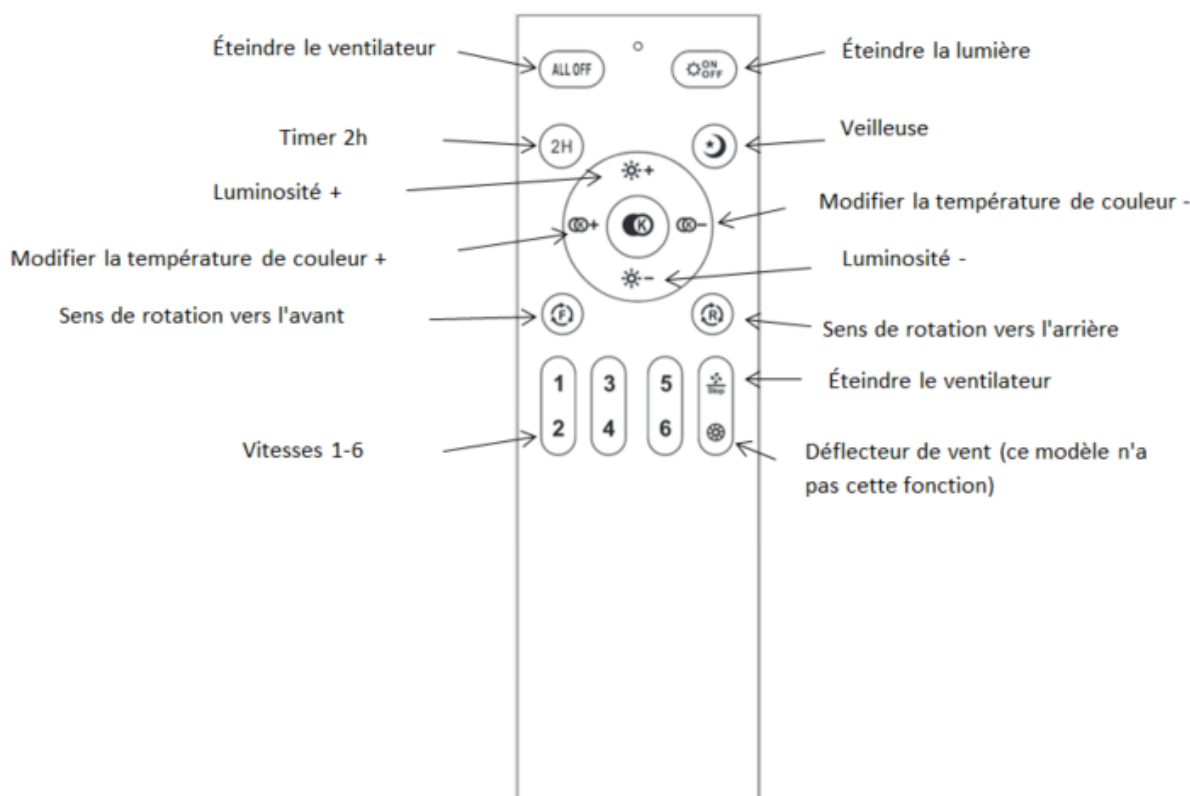 Éteindre le ventilateur
ALL OFF
ON
OFF
Éteindre la lumière
Timer 2h
2H
Veilleuse
Luminosité +
+
Modifier la température de couleur -
K+
K
K-
Modifier la température de couleur +
-
Luminosité -
Sens de rotation vers l'avant
F
R
Sens de rotation vers l'arrière
1
3
5
Stop
Éteindre le ventilateur
2
4
6
Vitesses 1-6
Déflecteur de vent (ce modèle n'a
pas cette fonction)